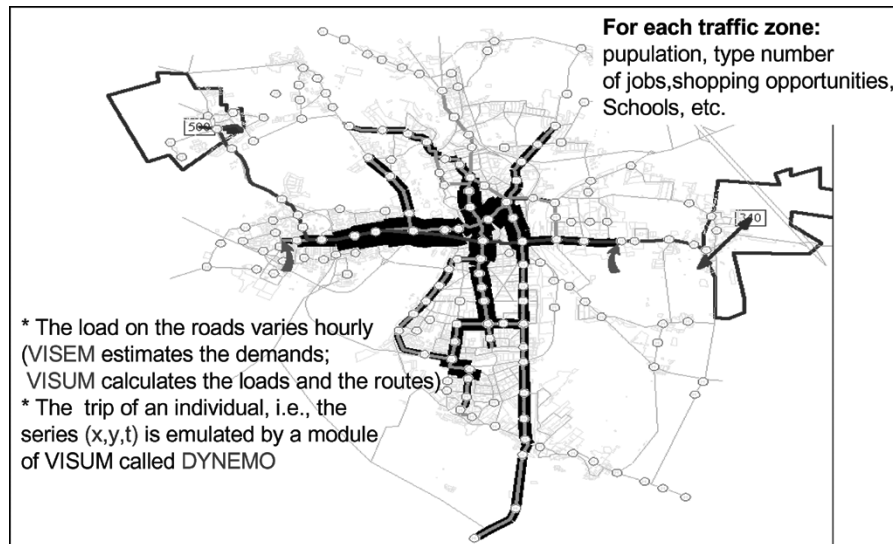 For each traffic zone:
pupulation, type number
of jobs,shopping opportunities,
Schools, etc.
500
340
* The load on the roads varies hourly
(VISEM estimates the demands;
VISUM calculates the loads and the routes)
* The trip of an individual, i.e., the
series (x,y,t) is emulated by a module
of VISUM called DYNEMO